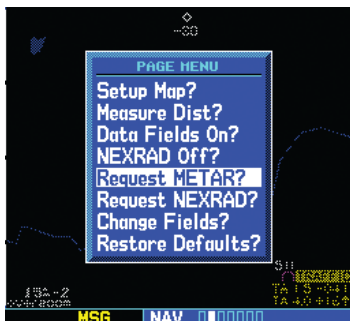 -00
PAGE MENU
Setup Map?
Measure Dist?
Data Fields On?
NEXRAD Off?
Request METAR?
Request NEXRAD?
Change Fields?
Restore Defaults?
MSG NAV